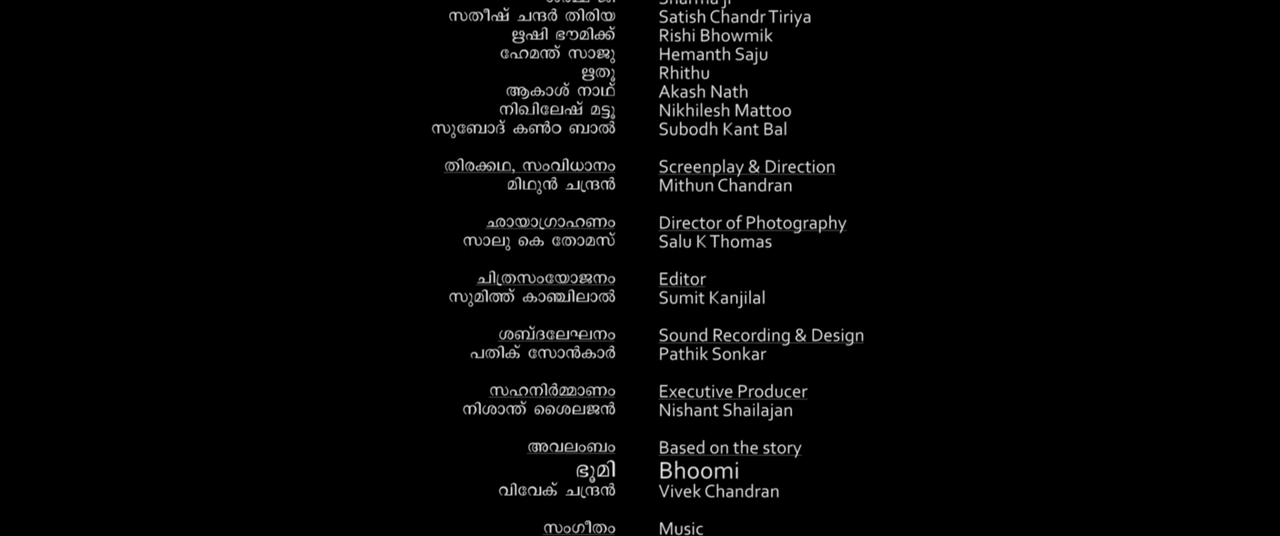 സതീഷ് ചന്ദർ തിരിയ Satish Chandr Tiriya
ഋഷി ഭൗമിക്ക് Rishi Bhowmik
ഹേമന്ത് സാജു Hemanth Saju
ഋതു Rhithu
ആകാശ് നാഥ് Akash Nath
നിഖിലേഷ് മട്ടൂ Nikhilesh Mattoo
സുബോദ് കൺഠ ബാൽ Subodh Kant Bal
തിരക്കഥ, സംവിധാനം Screenplay & Direction
മിഥുൻ ചന്ദ്രൻ Mithun Chandran
ഛായാഗ്രാഹണം Director of Photography
സാലു കെ തോമസ് Salu K Thomas
ചിത്രസംയോജനം Editor
സുമിത്ത് കാഞ്ചിലാൽ Sumit Kanjilal
ശബ്ദലേഘനം Sound Recording & Design
പതിക് സോൻകാർ Pathik Sonkar
സഹനിർമ്മാണം Executive Producer
നിശാന്ത് ശൈലജൻ Nishant Shailajan
അവലംബം Based on the story
ഭൂമി Bhoomi
വിവേക് ചന്ദ്രൻ Vivek Chandran
സംഗീതം Music